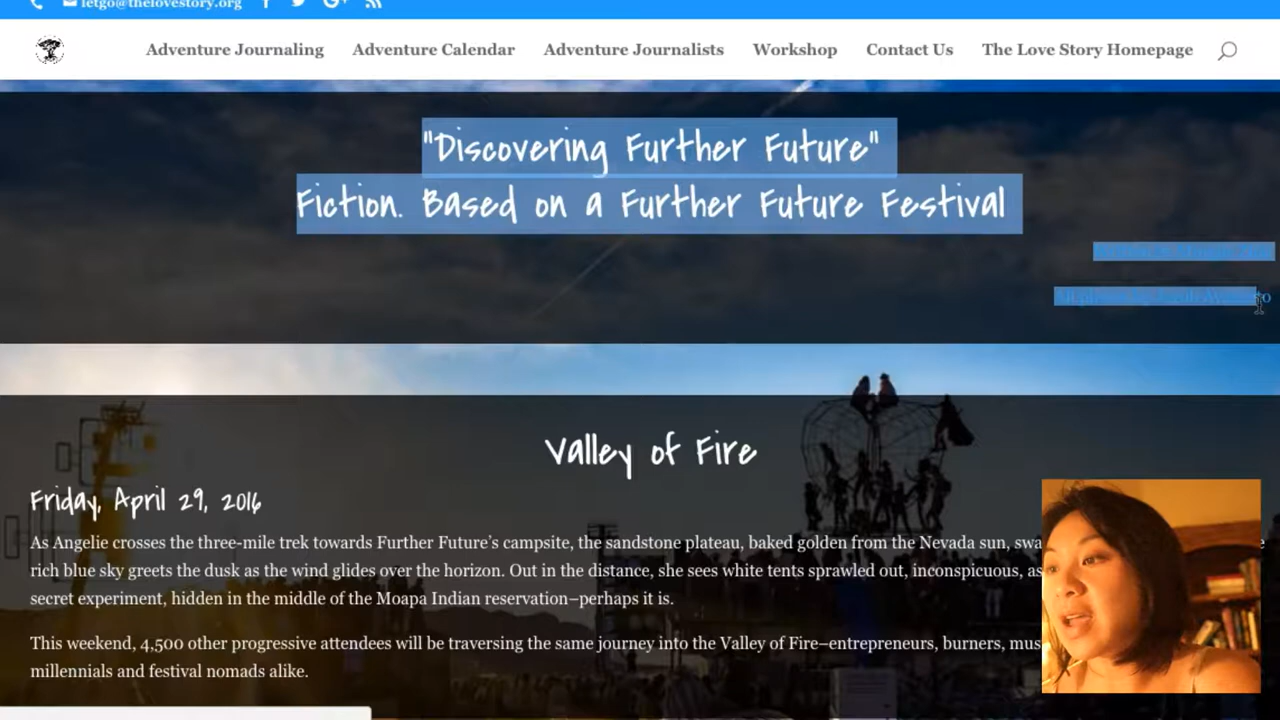 letgo@thelovestory.org
Adventure Journaling Adventure Calendar Adventure Journalists Workshop Contact Us The Love Story Homepage
"Discovering Further Future"
Fiction. Based on a Further Future Festival
Valley of Fire
Friday, April 29, 2016
As Angelie crosses the three-mile trek towards Further Future's campsite, the sandstone plateau, baked golden from the Nevada sun,
rich blue sky greets the dusk as the wind glides over the horizon. Out in the distance, she sees white tents sprawled out, inconspicuous, as
secret experiment, hidden in the middle of the Moapa Indian reservation–perhaps it is.
This weekend, 4,500 other progressive attendees will be traversing the same journey into the Valley of Fire–entrepreneurs, burners,
millennials and festival nomads alike.